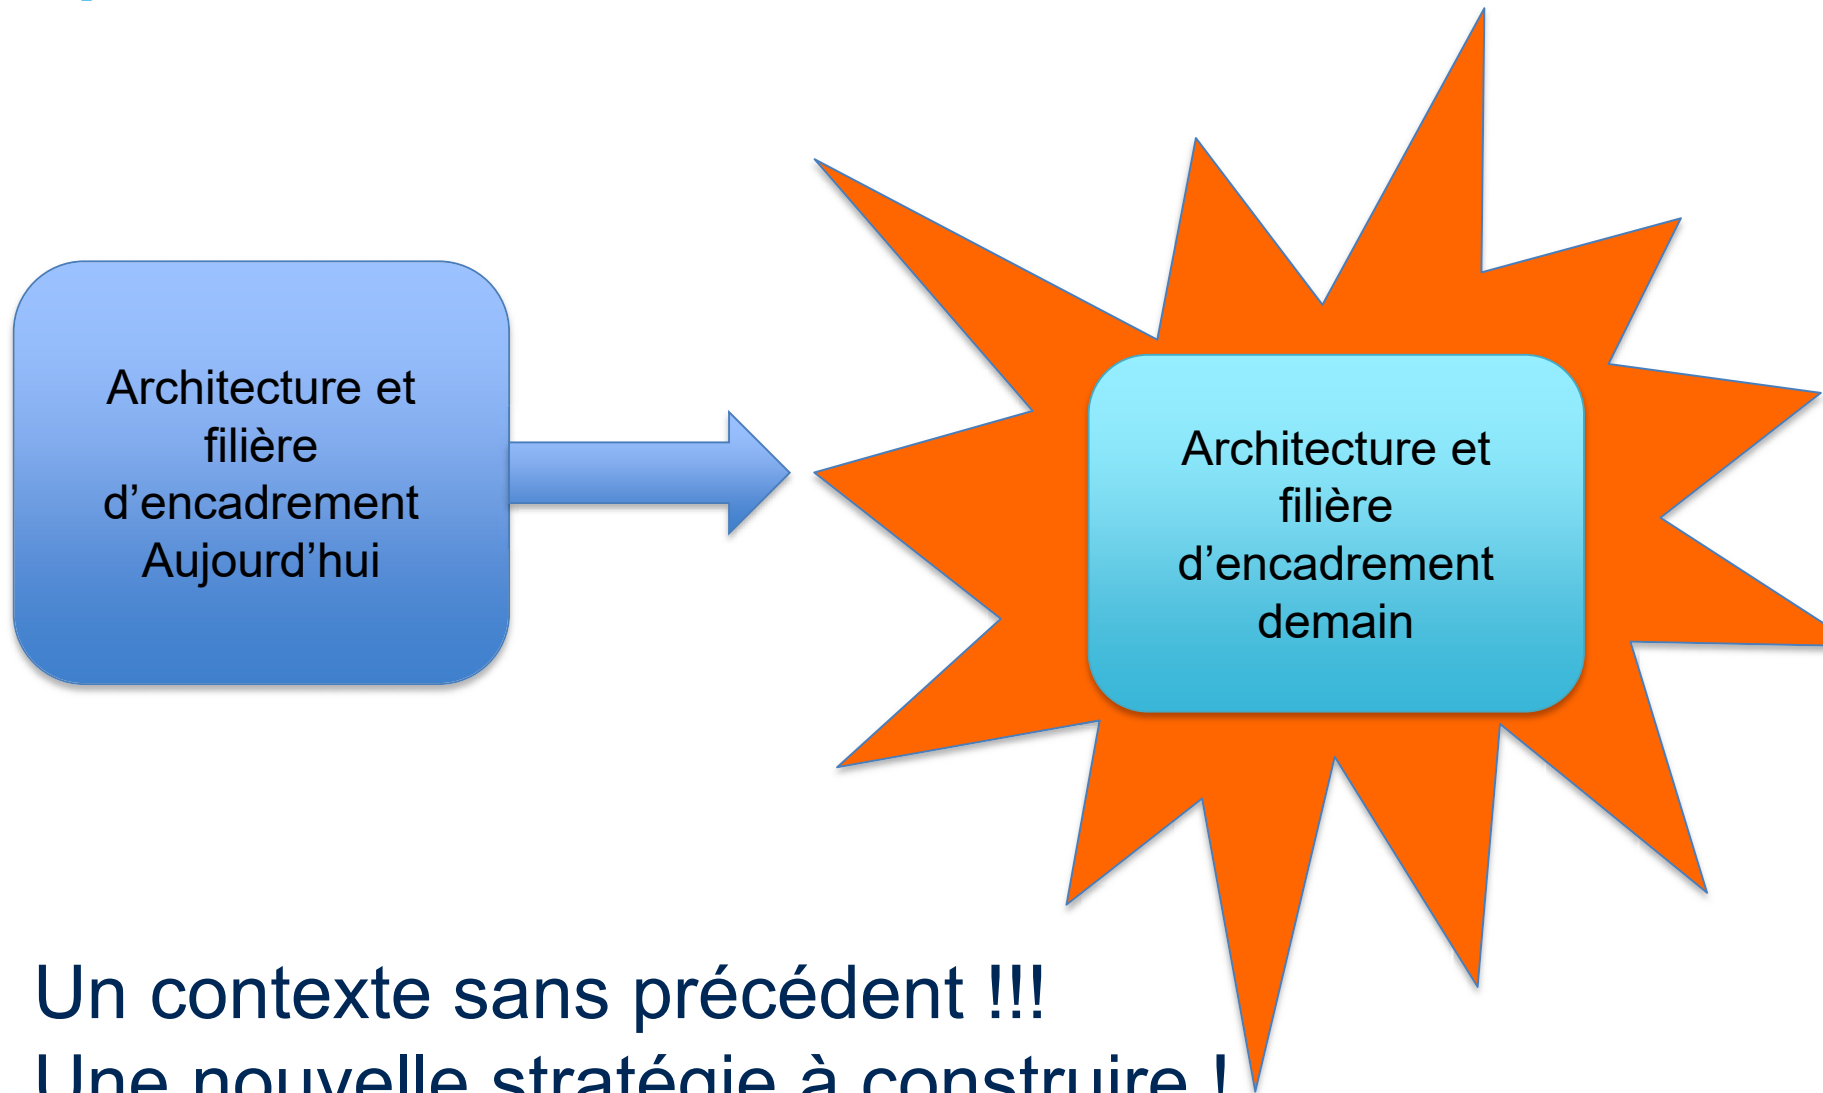 Architecture et
filière
d’encadrement
Aujourd’hui
Architecture et
filière
d’encadrement
demain
Un contexte sans précédent !!!
Une nouvelle stratégie à construire !